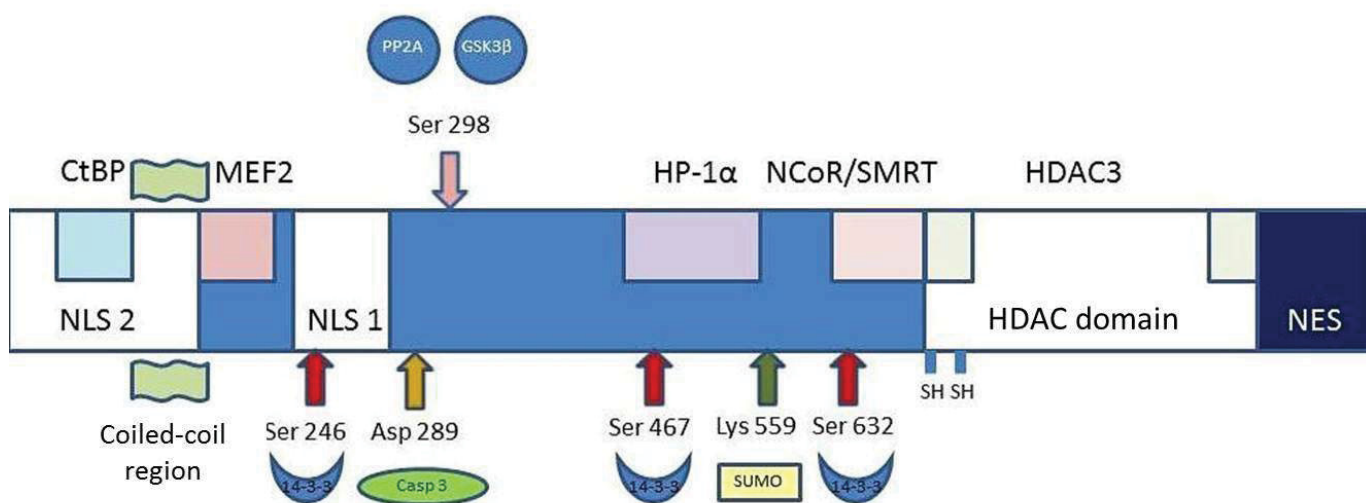 PP2A GSK3β
Ser 298
CtBP MEF2 HP-1α NCoR/SMRT HDAC3
NLS 2 NLS 1 HDAC domain NES
SH SH
Coiled-coil region
Ser 246 Asp 289 Ser 467 Lys 559 Ser 632
14-3-3 Casp 3 14-3-3 SUMO 14-3-3